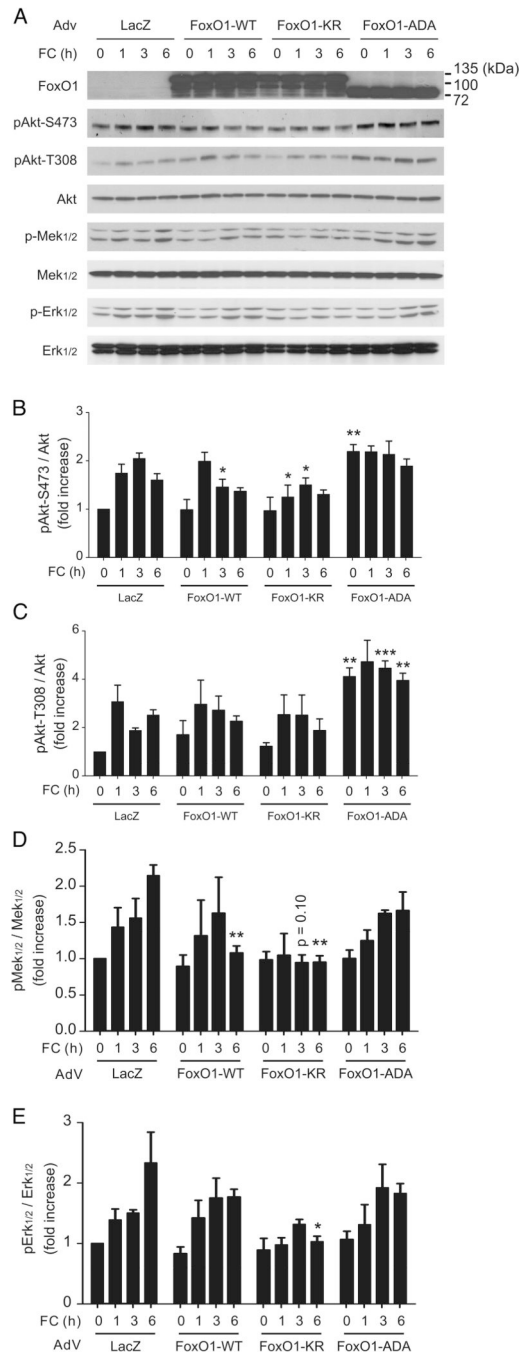 A
Adv LacZ FoxO1-WT FoxO1-KR FoxO1-ADA
FC (h) 0 1 3 6 0 1 3 6 0 1 3 6 0 1 3 6
FoxO1
135 (kDa)
100
72
pAkt-S473
pAkt-T308
Akt
p-Mek1/2
Mek1/2
p-Erk1/2
Erk1/2
B
pAkt-S473 / Akt
(fold increase)
3
2
1
0
* * * **
FC (h) 0 1 3 6 0 1 3 6 0 1 3 6 0 1 3 6
LacZ FoxO1-WT FoxO1-KR FoxO1-ADA
C
pAkt-T308 / Akt
(fold increase)
6
4
2
0
** *** **
FC (h) 0 1 3 6 0 1 3 6 0 1 3 6 0 1 3 6
LacZ FoxO1-WT FoxO1-KR FoxO1-ADA
D
pMek1/2 / Mek1/2
(fold increase)
2.5
2.0
1.5
1.0
0.5
0.0
** p = 0.10 **
FC (h) 0 1 3 6 0 1 3 6 0 1 3 6 0 1 3 6
AdV LacZ FoxO1-WT FoxO1-KR FoxO1-ADA
E
pErk1/2 / Erk1/2
(fold increase)
3
2
1
0
*
FC (h) 0 1 3 6 0 1 3 6 0 1 3 6 0 1 3 6
AdV LacZ FoxO1-WT FoxO1-KR FoxO1-ADA